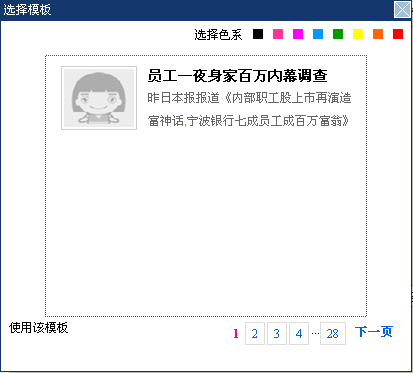 选择模板
选择色系
员工一夜身家百万内幕调查
昨日本报报道《内部职工股上市再演造
富神话,宁波银行七成员工成百万富翁》
使用该模板
1 2 3 4 ... 28 下一页